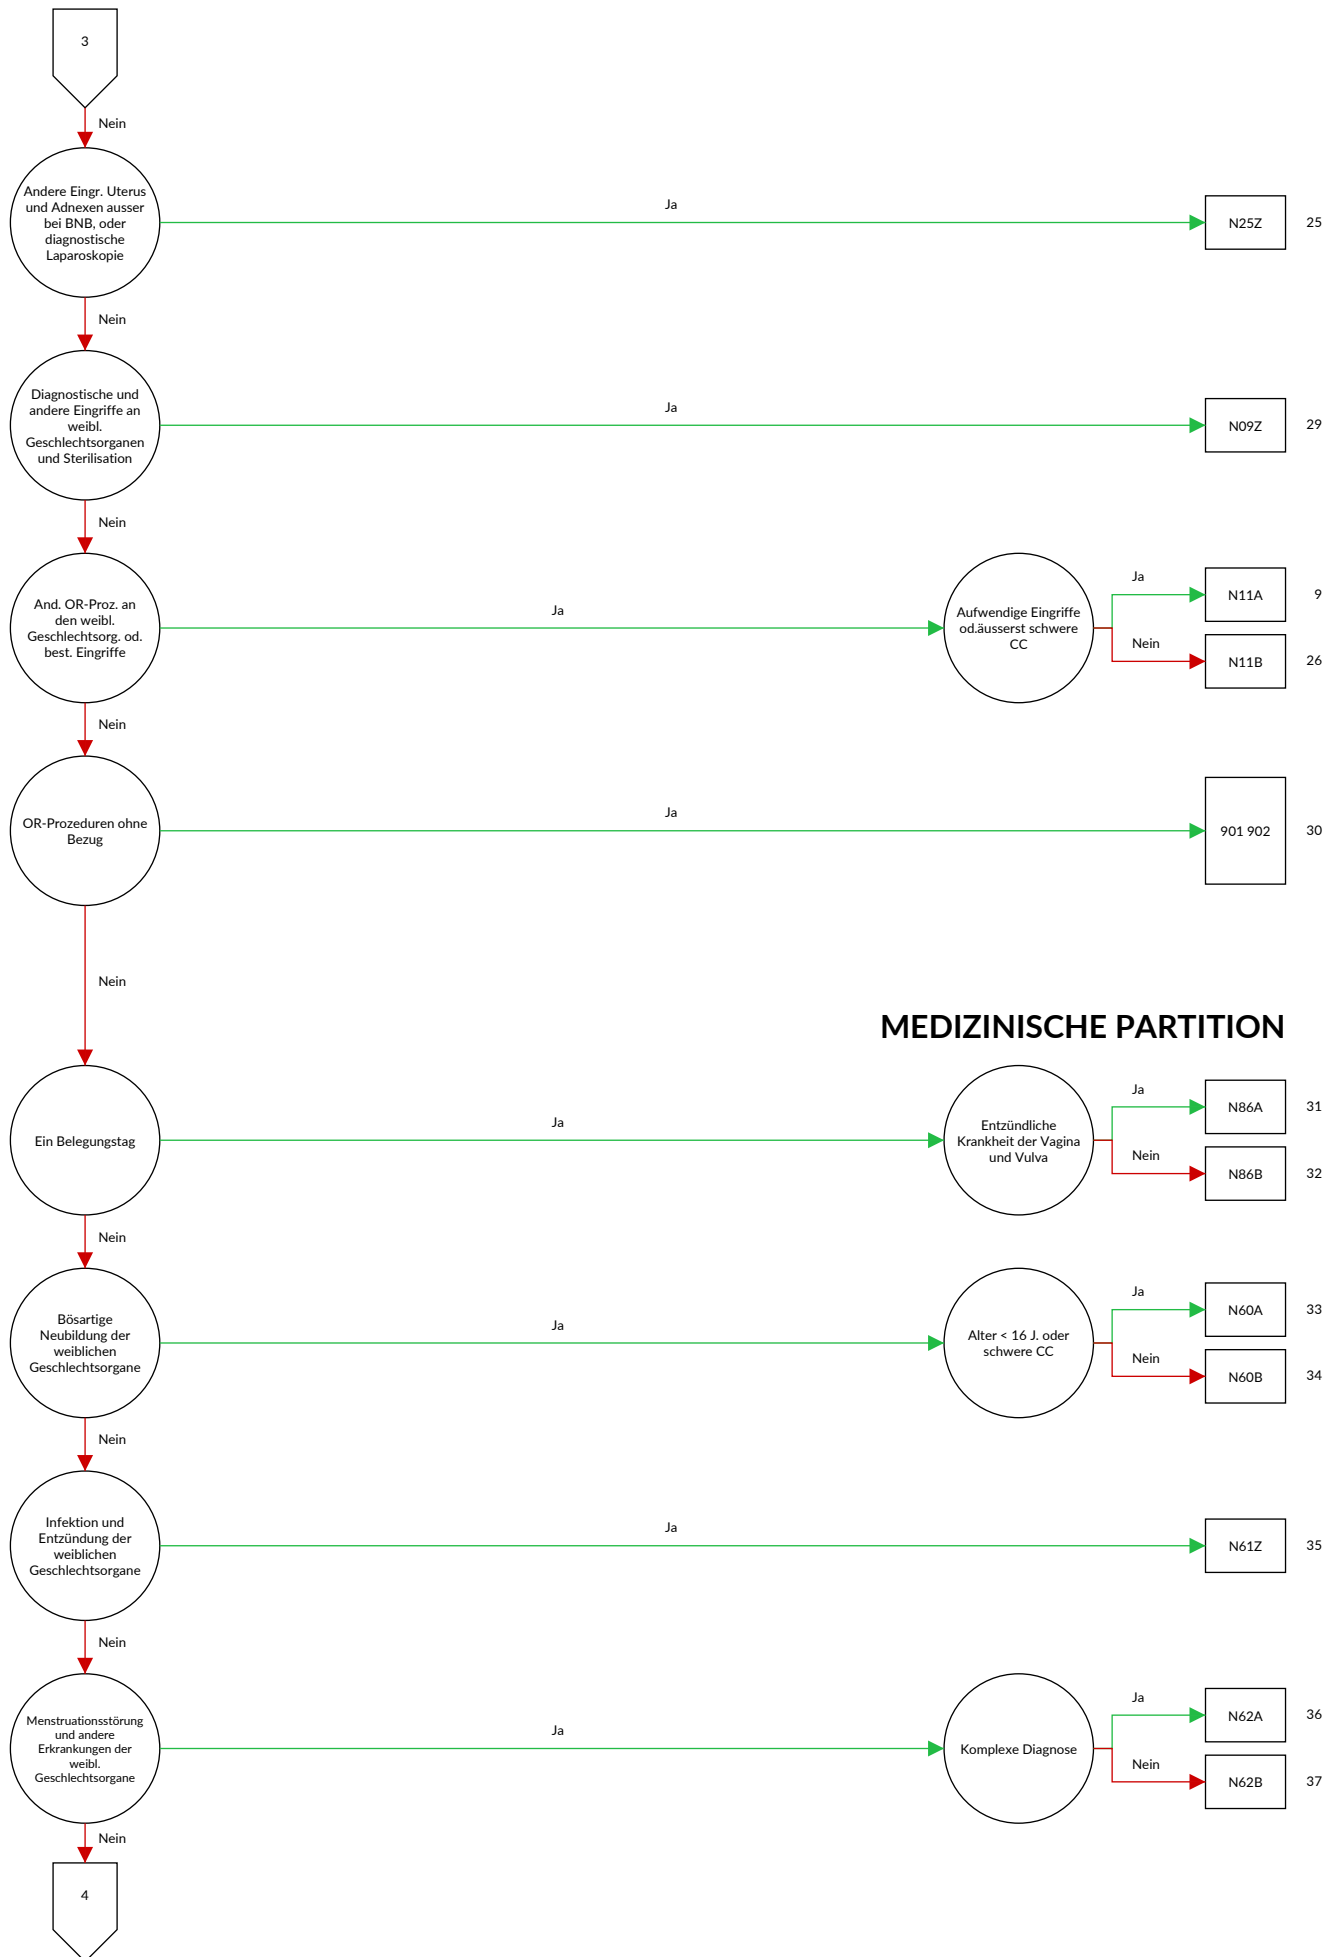 3
Nein
Andere Eingr. Uterus
und Adnexen ausser
bei BNB, oder
diagnostische
Laparoskopie
Ja
N25Z
25
Nein
Diagnostische und
andere Eingriffe an
weibl.
Geschlechtsorganen
und Sterilisation
Ja
N09Z
29
Nein
And. OR-Proz. an
den weibl.
Geschlechtsorg. od.
best. Eingriffe
Ja
Aufwendige Eingriffe
od.äusserst schwere
CC
Ja
N11A
9
Nein
N11B
26
Nein
OR-Prozeduren ohne
Bezug
Ja
901 902
30
Nein
MEDIZINISCHE PARTITION
Ein Belegungstag
Ja
Entzündliche
Krankheit der Vagina
und Vulva
Ja
N86A
31
Nein
N86B
32
Nein
Bösartige
Neubildung der
weiblichen
Geschlechtsorgane
Ja
Alter < 16 J. oder
schwere CC
Ja
N60A
33
Nein
N60B
34
Nein
Infektion und
Entzündung der
weiblichen
Geschlechtsorgane
Ja
N61Z
35
Nein
Menstruationsstörung
und andere
Erkrankungen der
weibl.
Geschlechtsorgane
Ja
Komplexe Diagnose
Ja
N62A
36
Nein
N62B
37
Nein
4